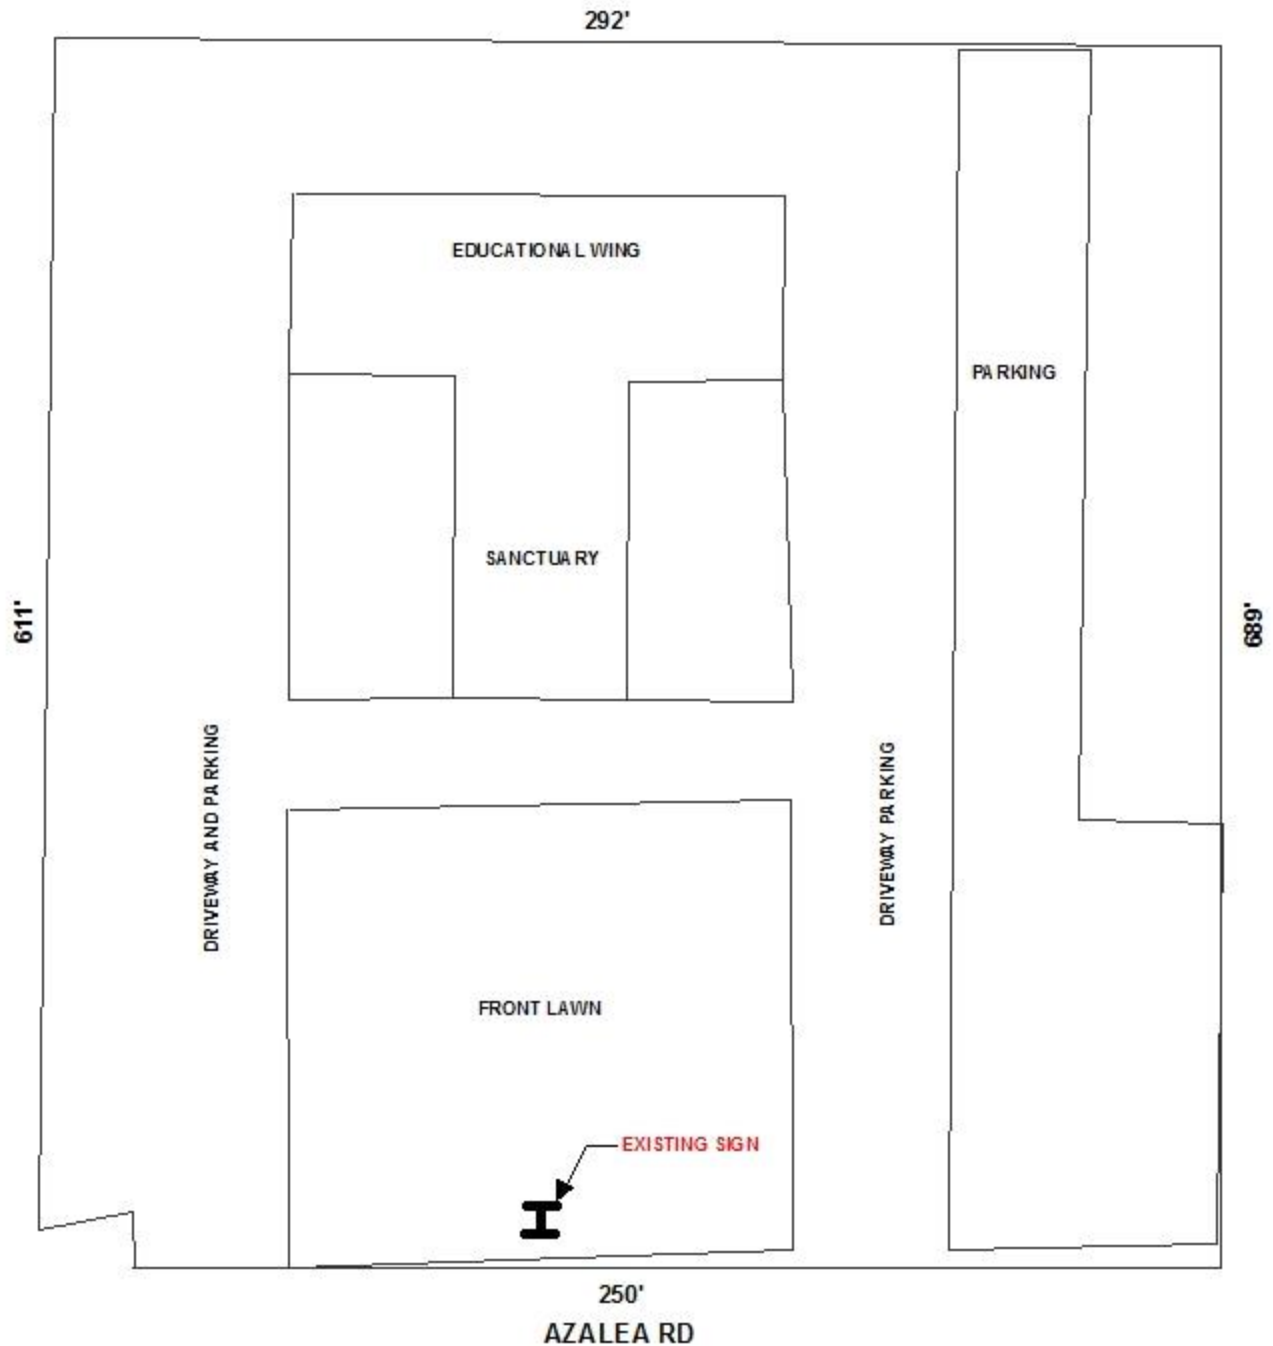 292'
EDUCATIONAL WING
PARKING
SANCTUARY
611'
689'
DRIVEWAY AND PARKING
DRIVEWAY PARKING
FRONT LAWN
EXISTING SIGN
250'
AZALEA RD